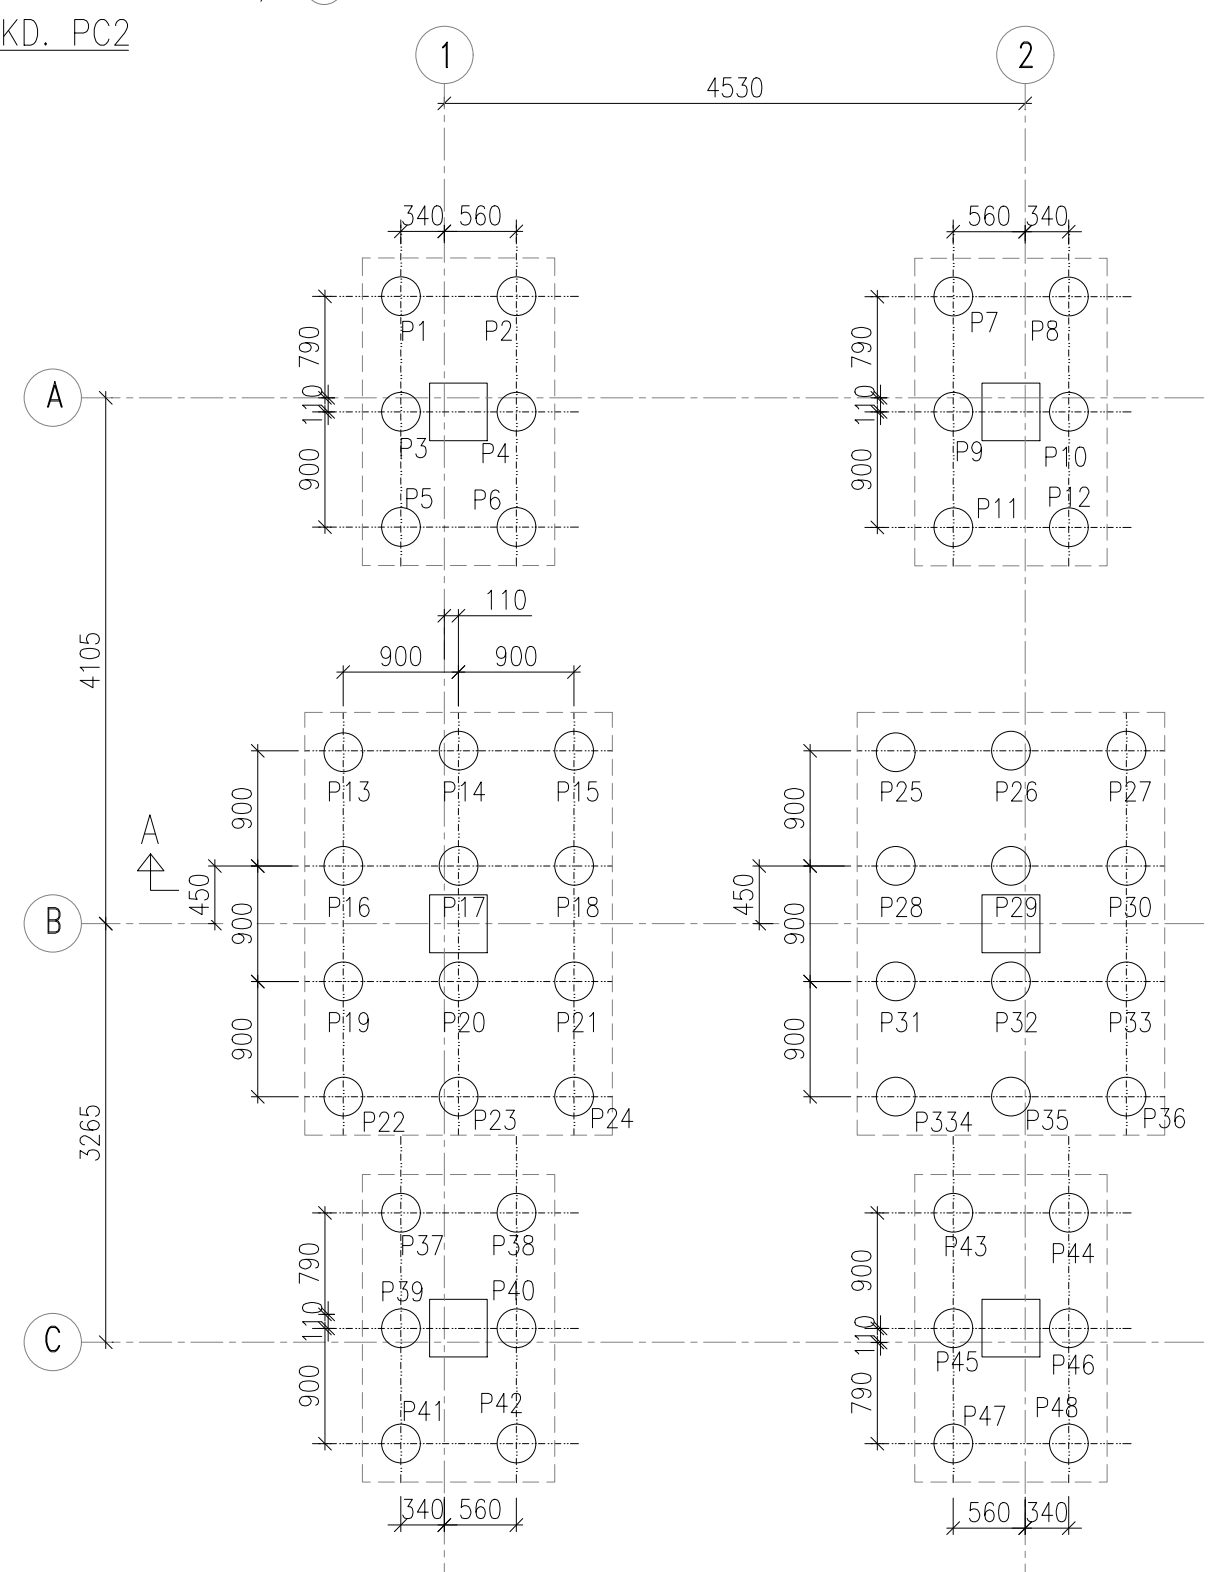 KD. PC2
1 2
4530
340 560 560 340
P1 P2 P7 P8
790 790
A
110 110
P3 P4 P9 P10
900 900
P5 P6 P11 P12
110
4105
900 900
P13 P14 P15 P25 P26 P27
900 900
A
450 450
P16 P17 P18 P28 P29 P30
B
900 900
P19 P20 P21 P31 P32 P33
900 900
P22 P23 P24 P334 P35 P36
3265
P37 P38 P43 P44
790 900
P39 P40
110 110
C
P45 P46
900 790
P41 P42 P47 P48
340 560 560 340